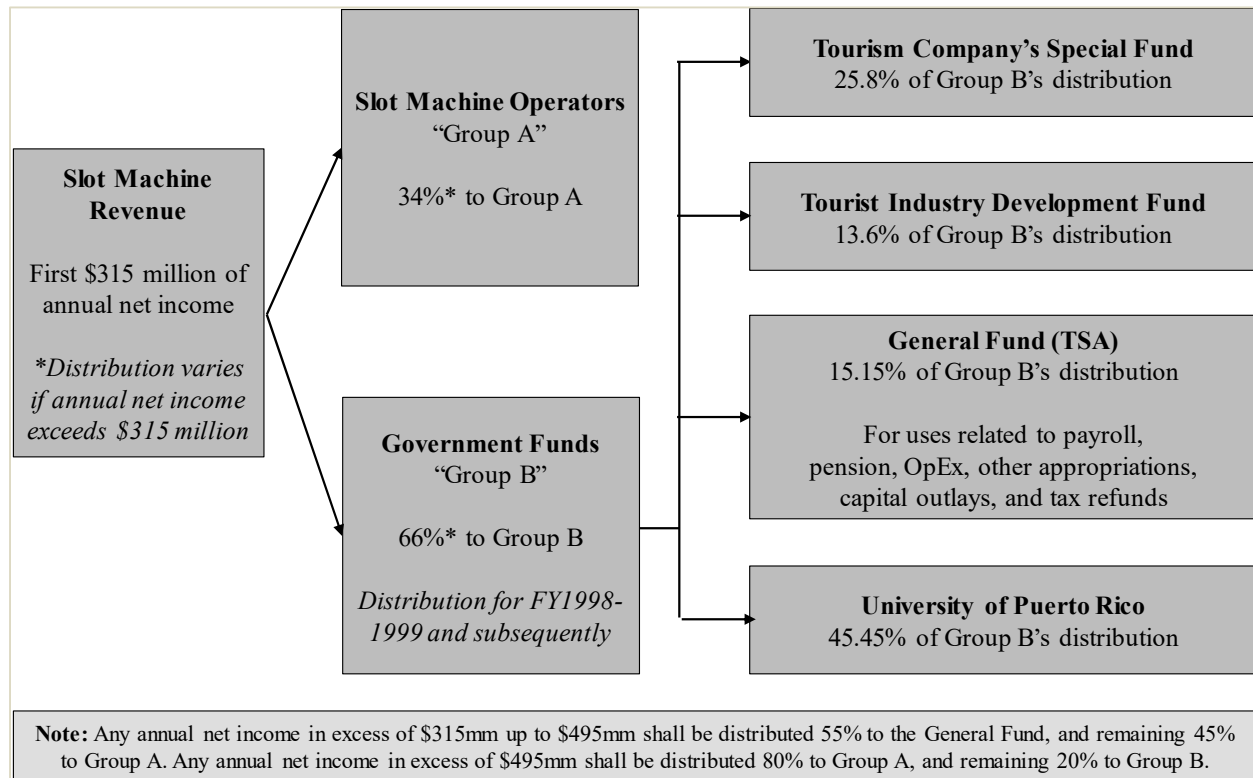 Slot Machine
Revenue
First $315 million of
annual net income
*Distribution varies
if annual net income
exceeds $315 million
Slot Machine Operators
“Group A”
34%* to Group A
Government Funds
“Group B”
66%* to Group B
Distribution for FY1998-
1999 and subsequently
Tourism Company’s Special Fund
25.8% of Group B’s distribution
Tourist Industry Development Fund
13.6% of Group B’s distribution
General Fund (TSA)
15.15% of Group B’s distribution
For uses related to payroll,
pension, OpEx, other appropriations,
capital outlays, and tax refunds
University of Puerto Rico
45.45% of Group B’s distribution
Note: Any annual net income in excess of $315mm up to $495mm shall be distributed 55% to the General Fund, and remaining 45%
to Group A. Any annual net income in excess of $495mm shall be distributed 80% to Group A, and remaining 20% to Group B.